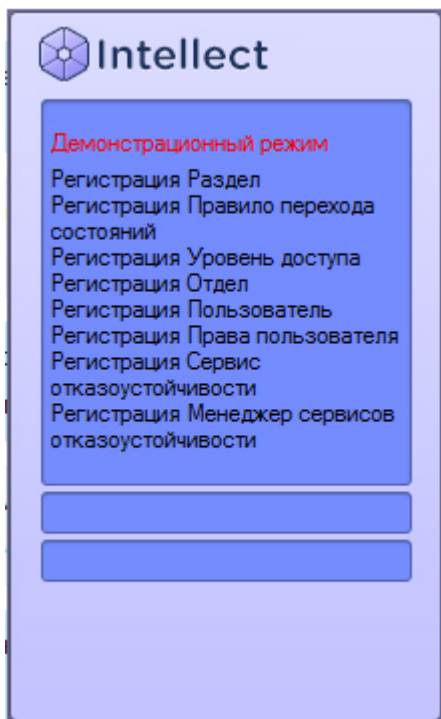 Intellect
Демонстрационный режим
Регистрация Раздел
Регистрация Правило перехода
состояний
Регистрация Уровень доступа
Регистрация Отдел
Регистрация Пользователь
Регистрация Права пользователя
Регистрация Сервис
отказоустойчивости
Регистрация Менеджер сервисов
отказоустойчивости